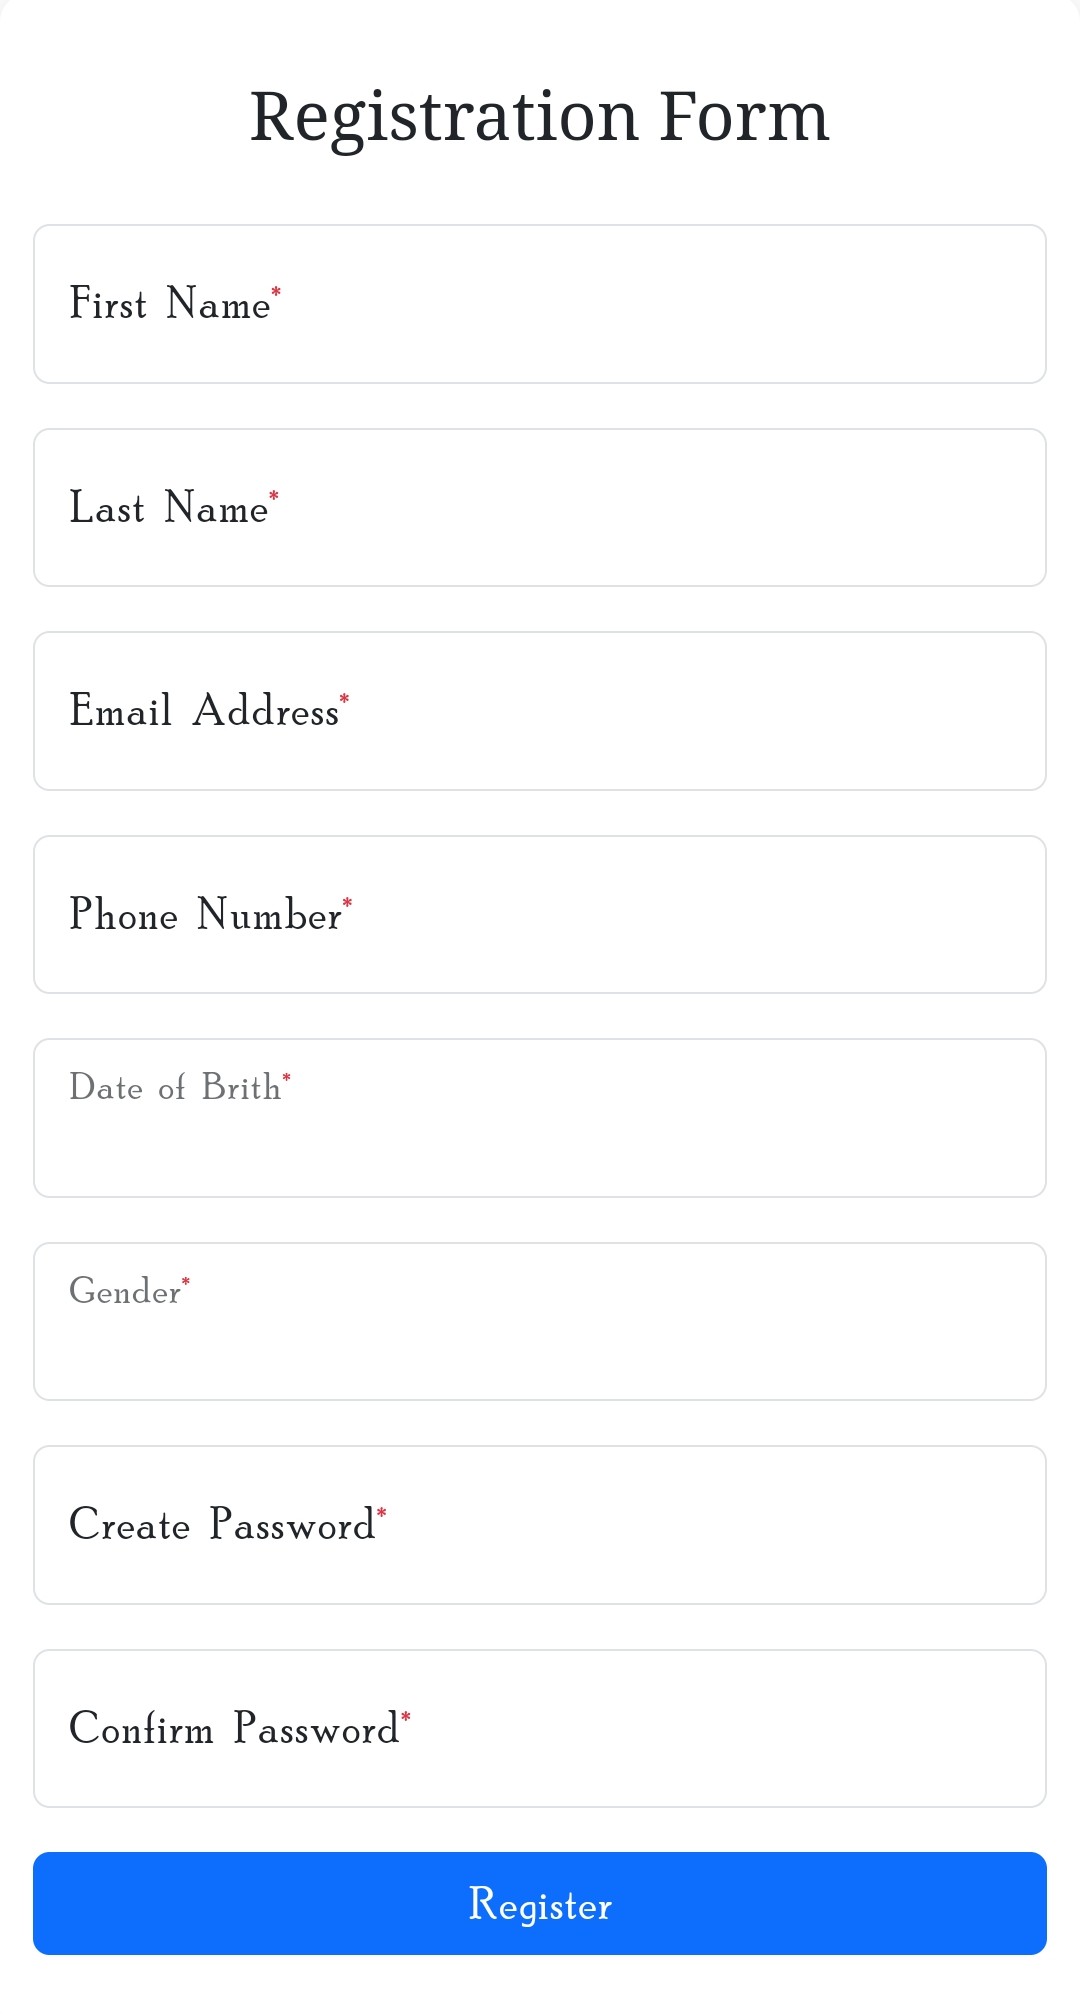 Registration Form
First Name*
Last Name*
Email Address*
Phone Number*
Date of Brith*
Gender*
Create Password*
Confirm Password*
Register